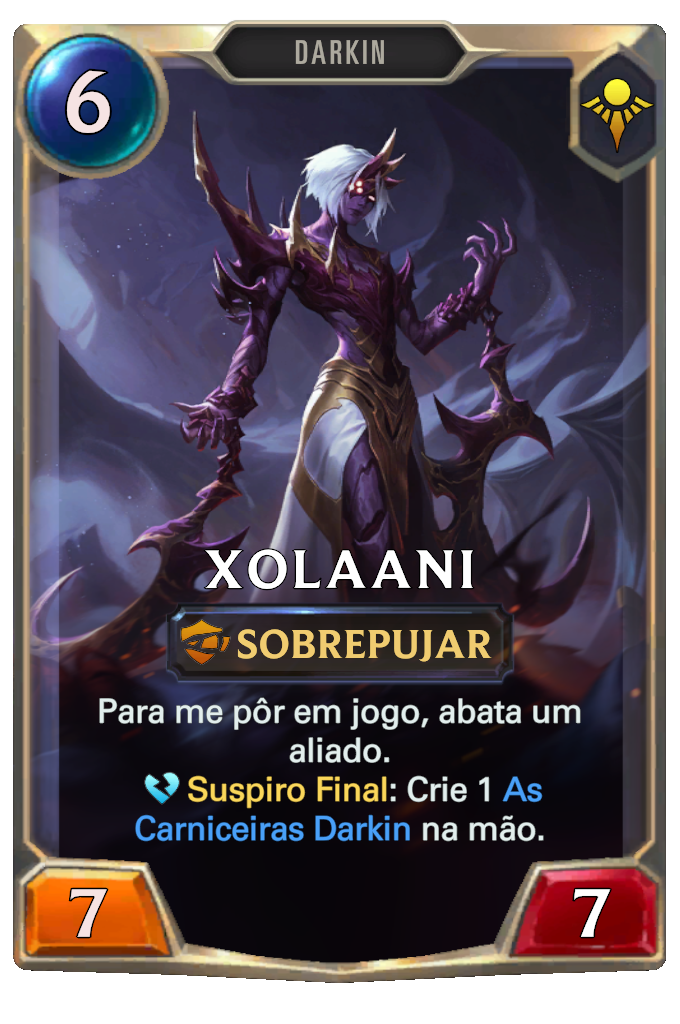 DARKIN
6
XOLAANI
SOBREPUJAR
Para me pôr em jogo, abata um
aliado.
Suspiro Final: Crie 1 As
Carniceiras Darkin na mão.
7
7